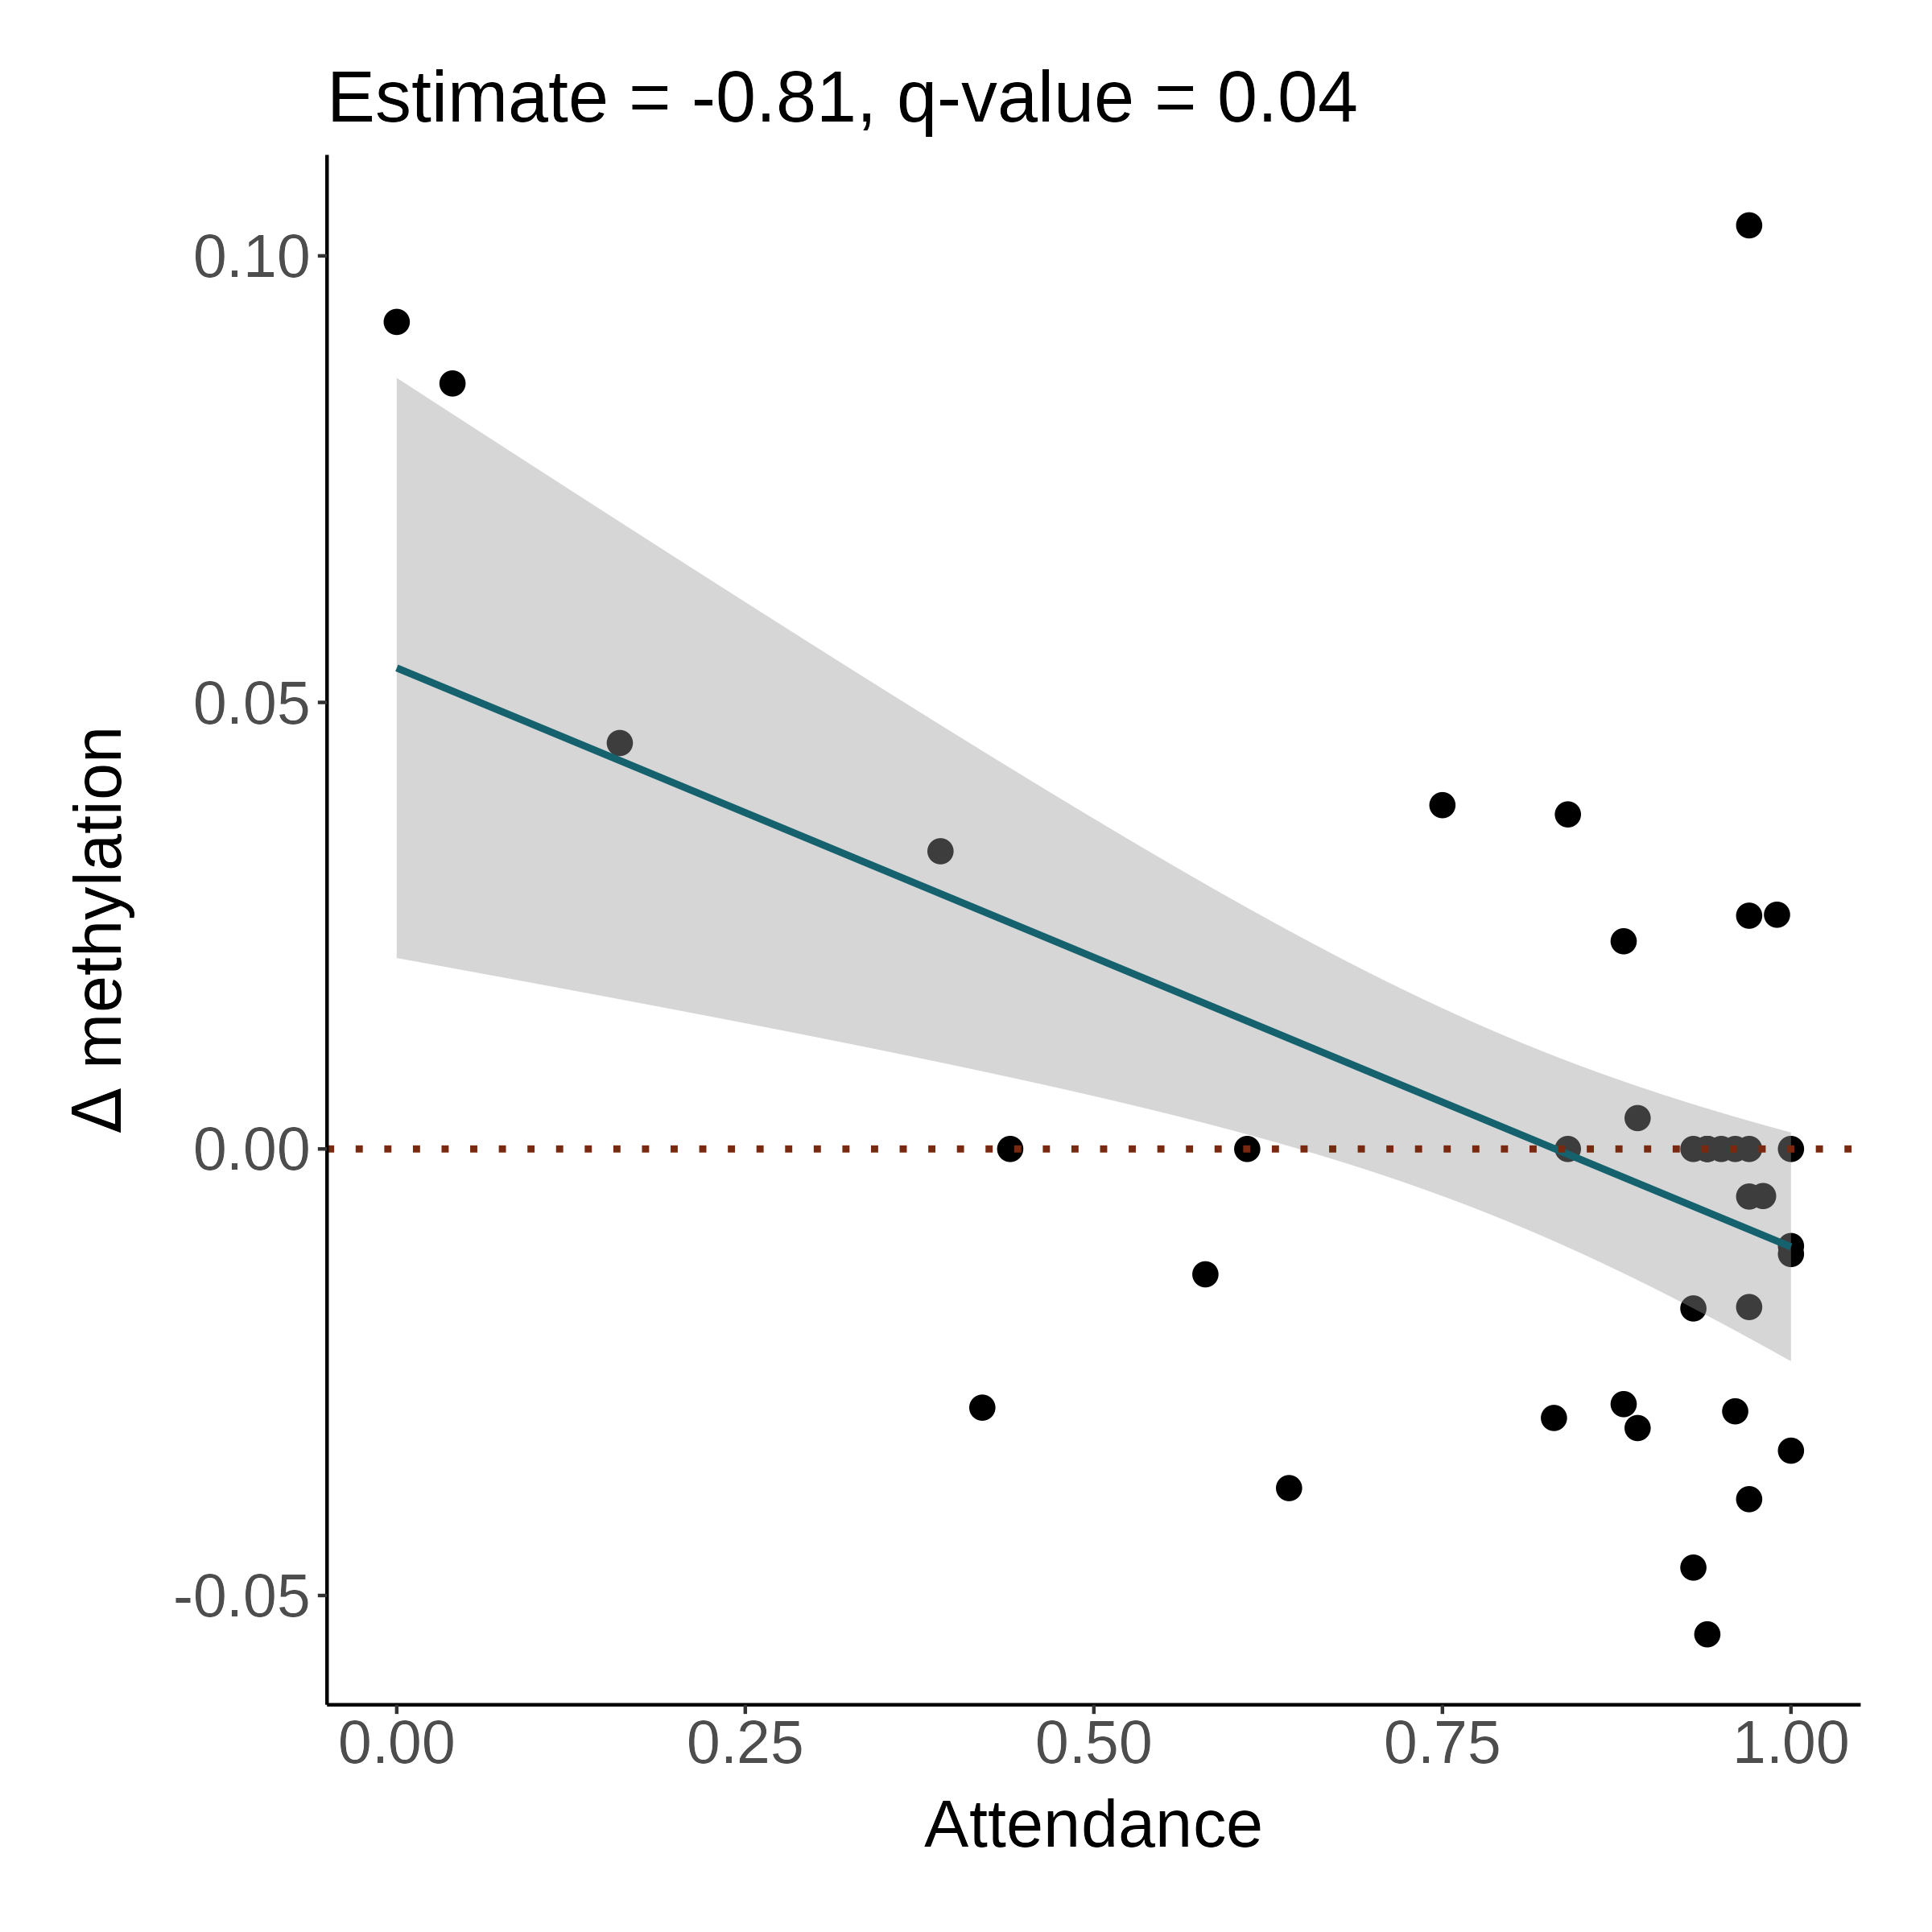 Estimate = -0.81, q-value = 0.04
Δ methylation
0.10
0.05
0.00
-0.05
0.00 0.25 0.50 0.75 1.00
Attendance